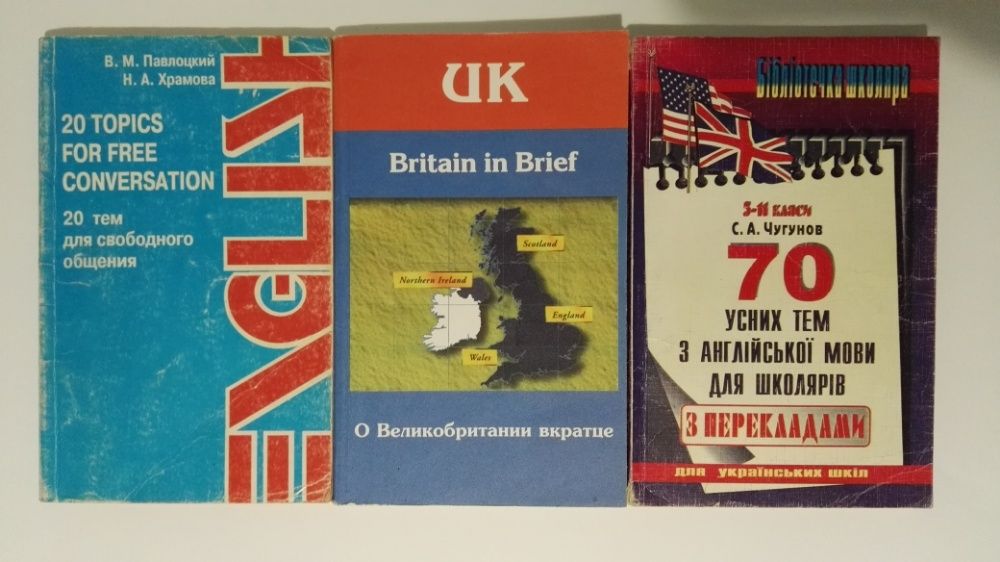 В. М. Павлоцкий
Н. А. Храмова
20 TOPICS
FOR FREE
CONVERSATION
20 тем
для свободного
общения
ENGLISH
UK
Britain in Brief
Scotland
Northern Ireland
England
Wales
О Великобритании вкратце
Бібліотечка школяра
5-11 класи
С. А. Чугунов
70
УСНИХ ТЕМ
З АНГЛІЙСЬКОЇ МОВИ
ДЛЯ ШКОЛЯРІВ
З ПЕРЕКЛАДАМИ
для українських шкіл